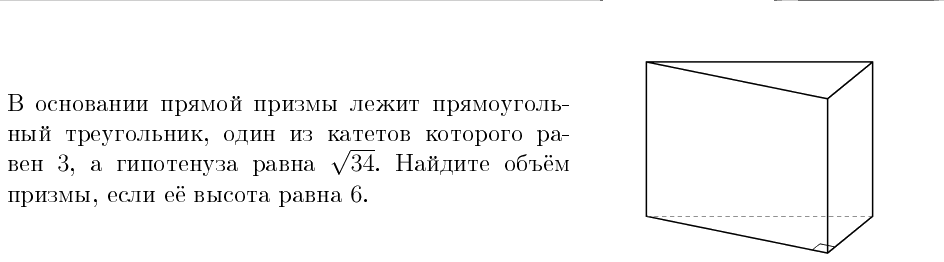 В основании прямой призмы лежит прямоуголь-
ный треугольник, один из катетов которого ра-
вен 3, а гипотенуза равна √34. Найдите объём
призмы, если её высота равна 6.